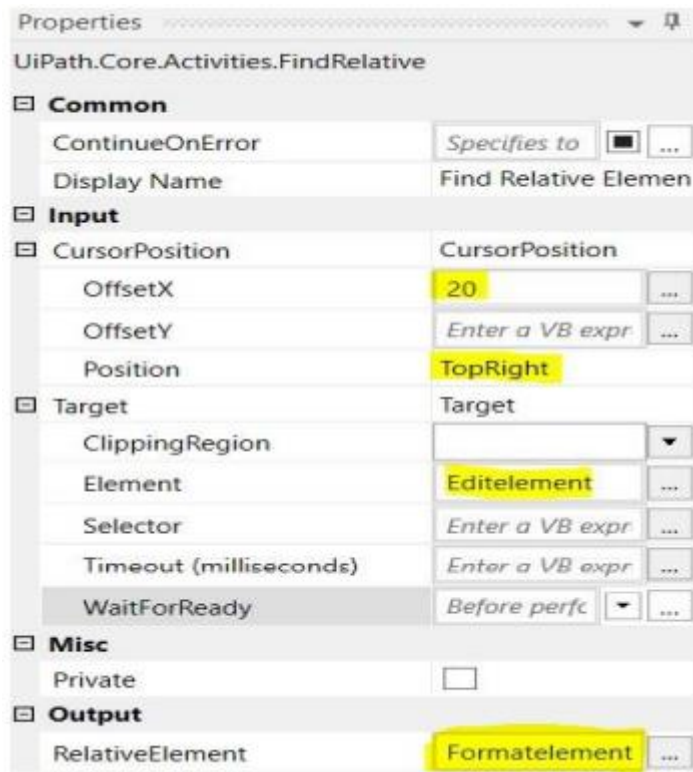 Properties
UiPath.Core.Activities.FindRelative
Common
ContinueOnError Specifies to ...
Display Name Find Relative Elemen
Input
CursorPosition CursorPosition
OffsetX 20 ...
OffsetY Enter a VB expr ...
Position TopRight
Target Target
ClippingRegion
Element Editelement ...
Selector Enter a VB expr ...
Timeout (milliseconds) Enter a VB expr ...
WaitForReady Before perfc ...
Misc
Private
Output
RelativeElement Formatelement ...